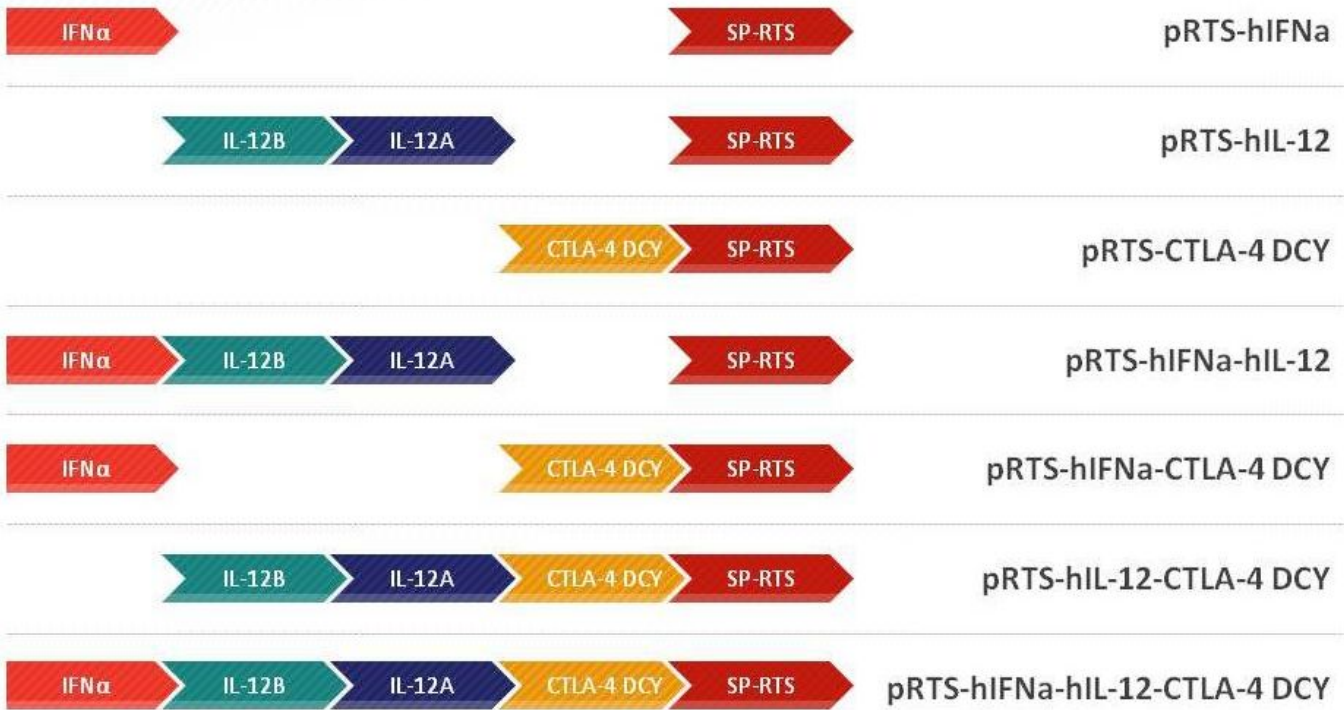 IFNα SP-RTS pRTS-hIFNa
IL-12B IL-12A SP-RTS pRTS-hIL-12
CTLA-4 DCY SP-RTS pRTS-CTLA-4 DCY
IFNα IL-12B IL-12A SP-RTS pRTS-hIFNa-hIL-12
IFNα CTLA-4 DCY SP-RTS pRTS-hIFNa-CTLA-4 DCY
IL-12B IL-12A CTLA-4 DCY SP-RTS pRTS-hIL-12-CTLA-4 DCY
IFNα IL-12B IL-12A CTLA-4 DCY SP-RTS pRTS-hIFNa-hIL-12-CTLA-4 DCY